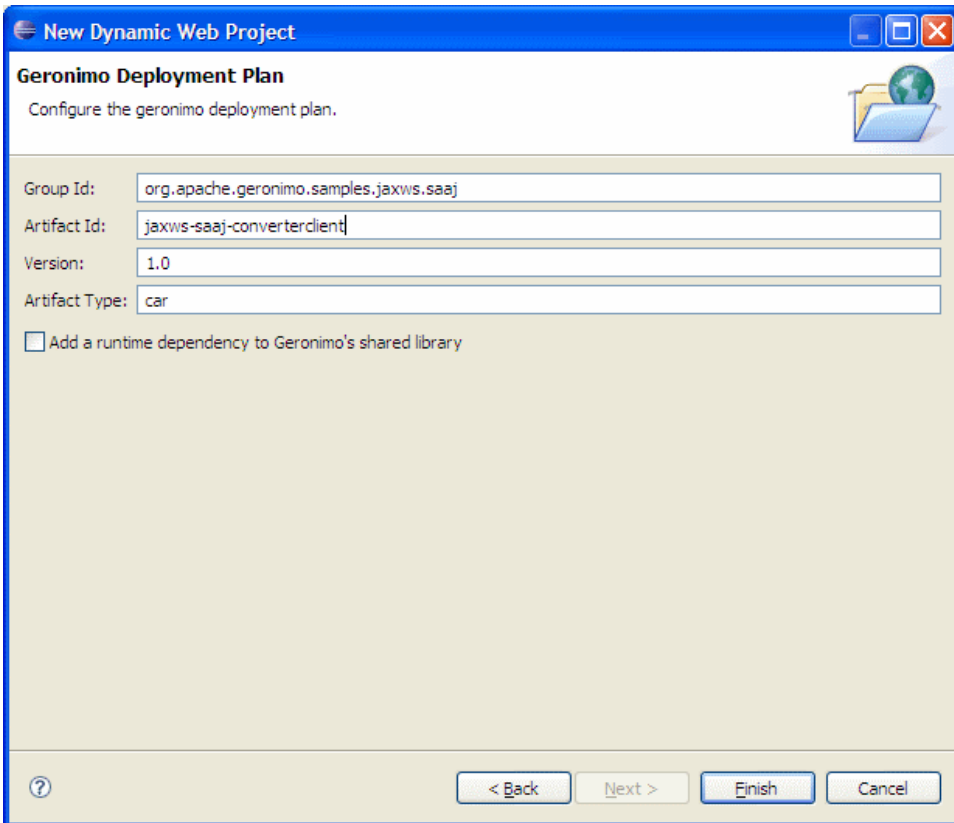 New Dynamic Web Project
Geronimo Deployment Plan
Configure the geronimo deployment plan.
Group Id: org.apache.geronimo.samples.jaxws.saaj
Artifact Id: jaxws-saaj-converterclient
Version: 1.0
Artifact Type: car
Add a runtime dependency to Geronimo's shared library
? < Back Next > Finish Cancel